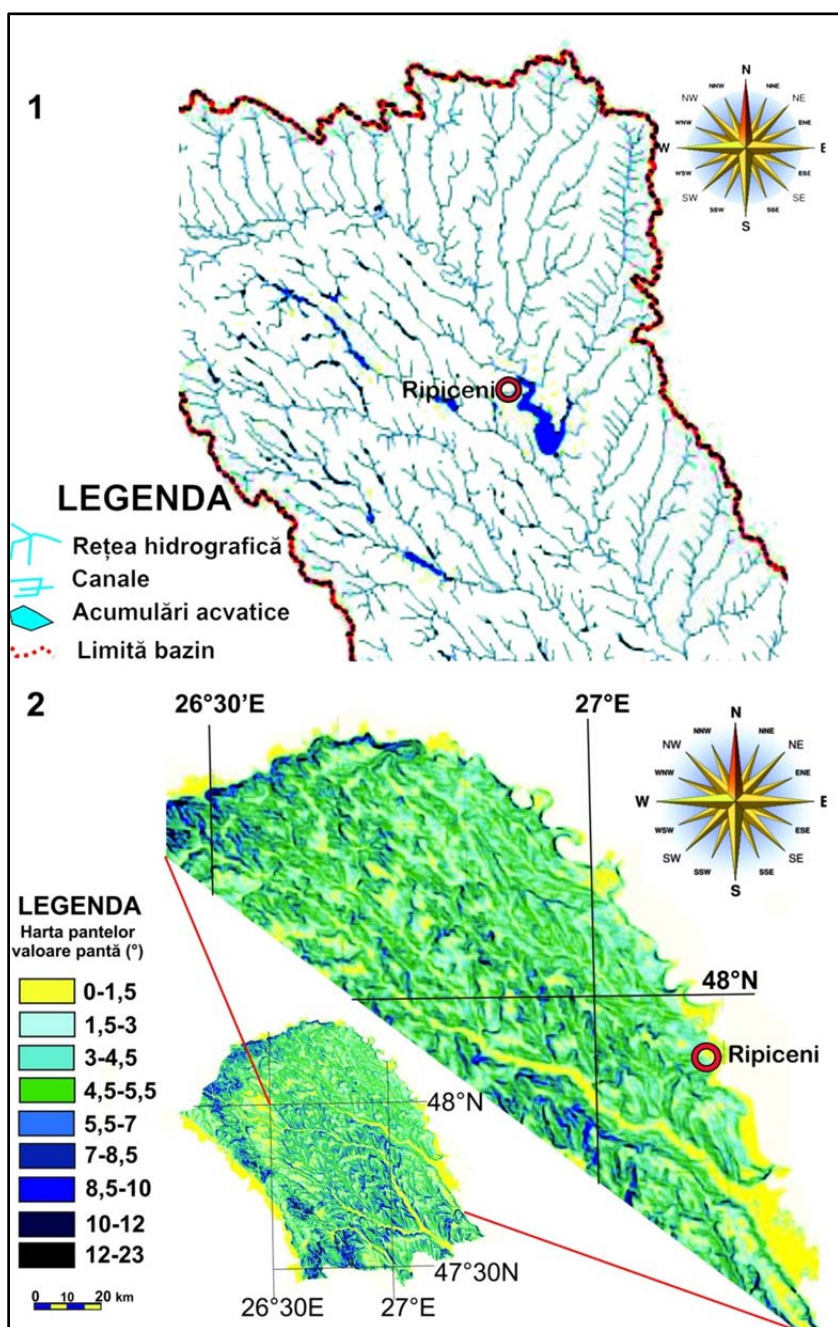 1
N
NNW
NNE
NW
NE
WNW
ENE
W
E
WSW
ESE
SW
SE
SSW
SSE
S
Ripiceni
LEGENDA
Rețea hidrografică
Canale
Acumulări acvatice
Limită bazin
2
26°30'E
27°E
N
NNW
NNE
NW
NE
WNW
ENE
W
E
WSW
ESE
SW
SE
SSW
SSE
S
LEGENDA
Harta pantelor
valoare pantă (°)
0-1,5
1,5-3
3-4,5
4,5-5,5
5,5-7
7-8,5
8,5-10
10-12
12-23
0 10 20 km
48°N
Ripiceni
48°N
47°30N
26°30E
27°E